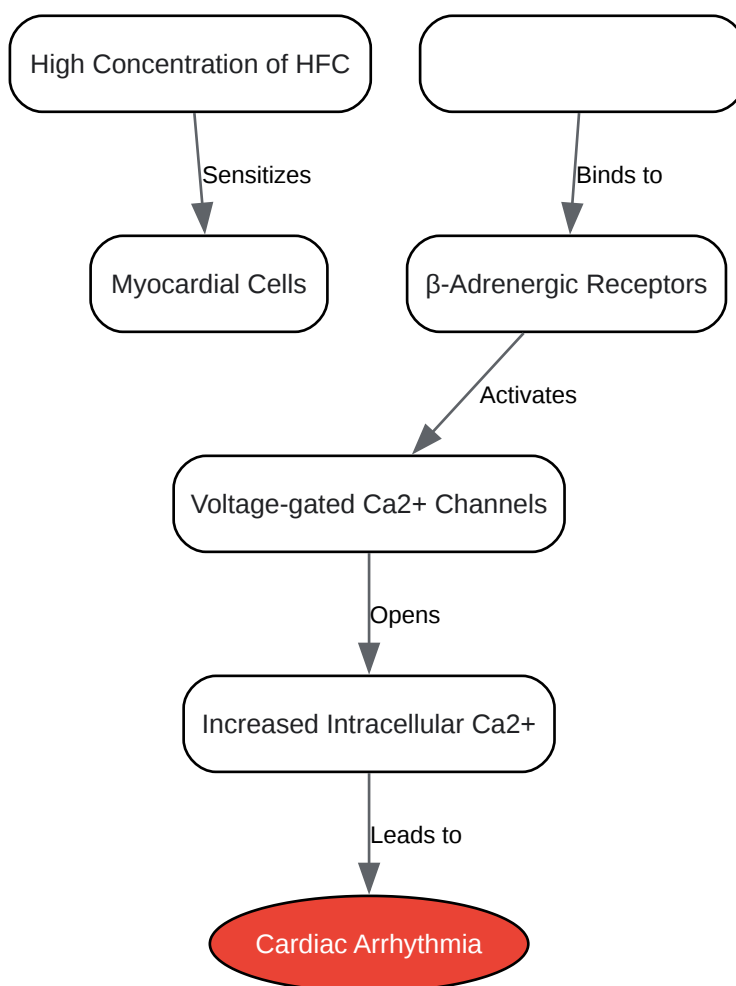 High Concentration of HFC
Sensitizes
Binds to
Myocardial Cells
β-Adrenergic Receptors
Activates
Voltage-gated Ca2+ Channels
Opens
Increased Intracellular Ca2+
Leads to
Cardiac Arrhythmia